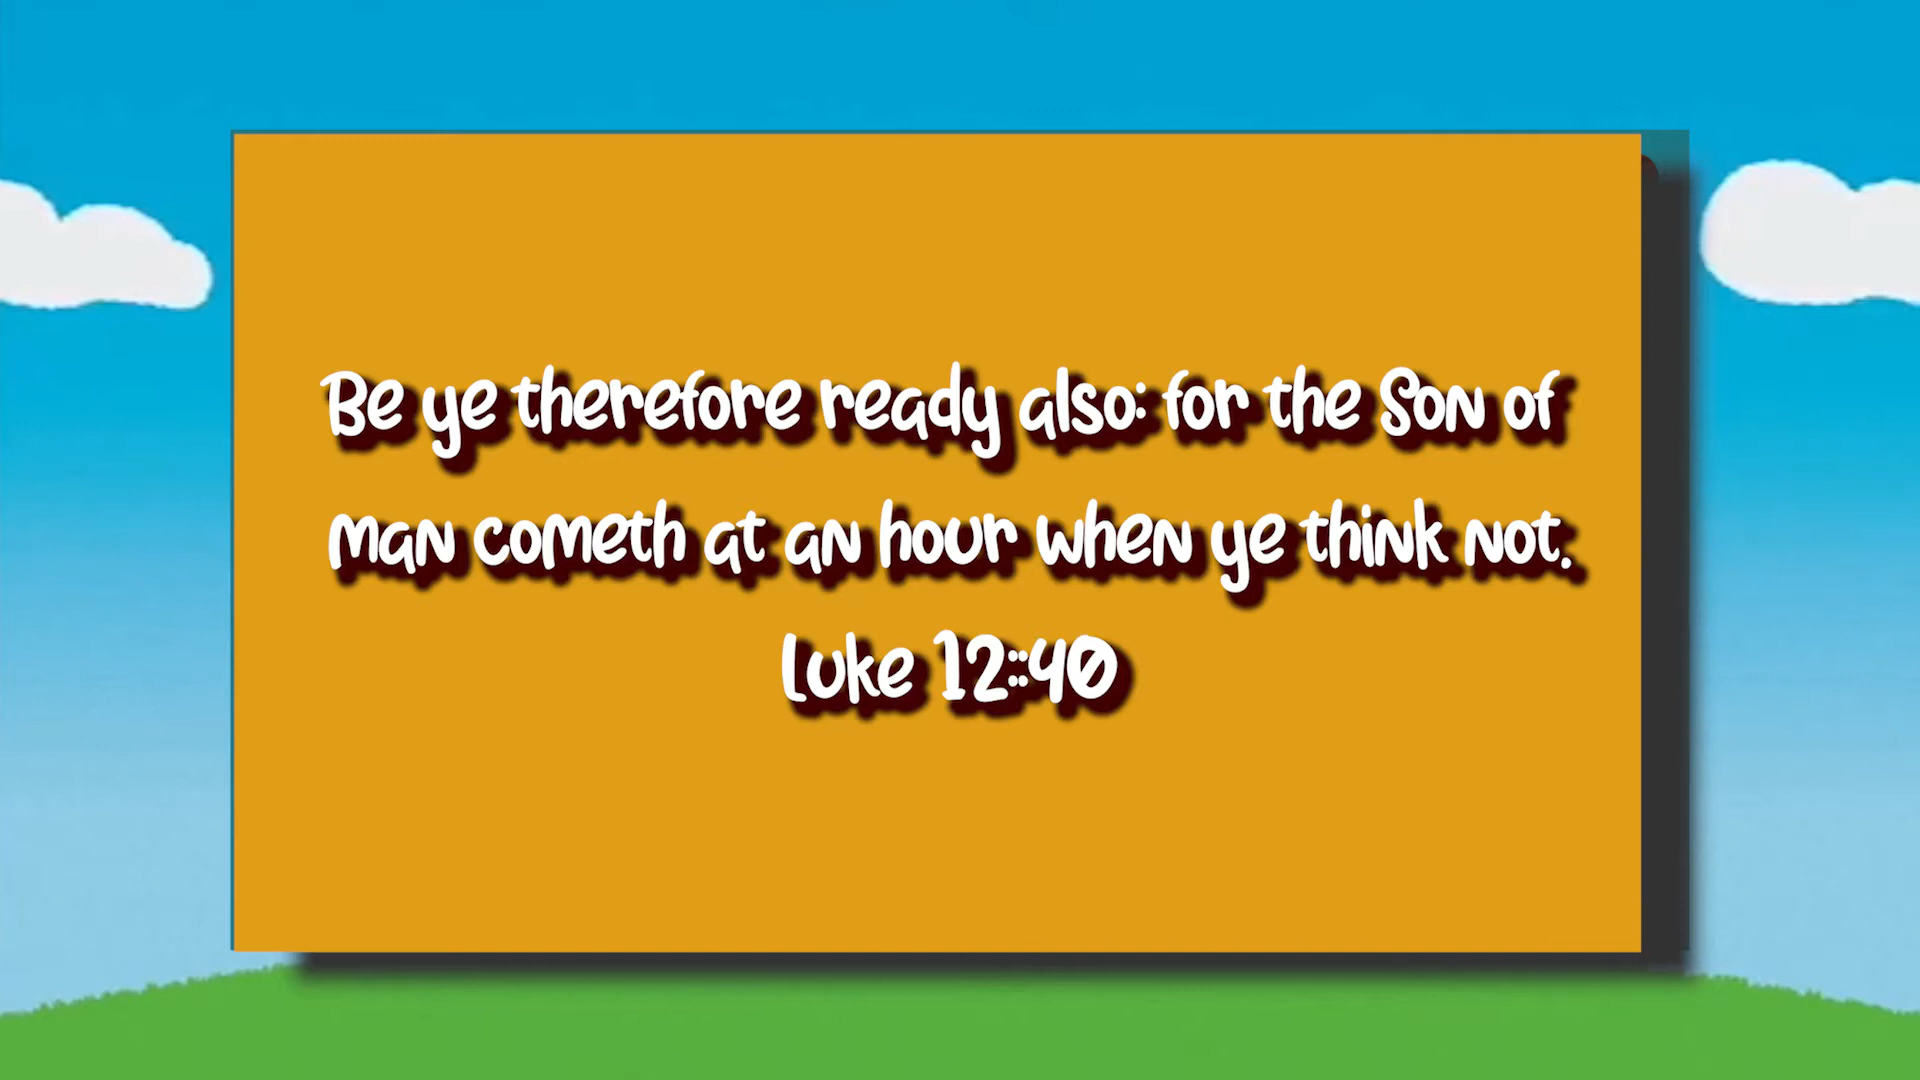 Be ye therefore ready also: for the Son of
man cometh at an hour when ye think not.
Luke 12::40